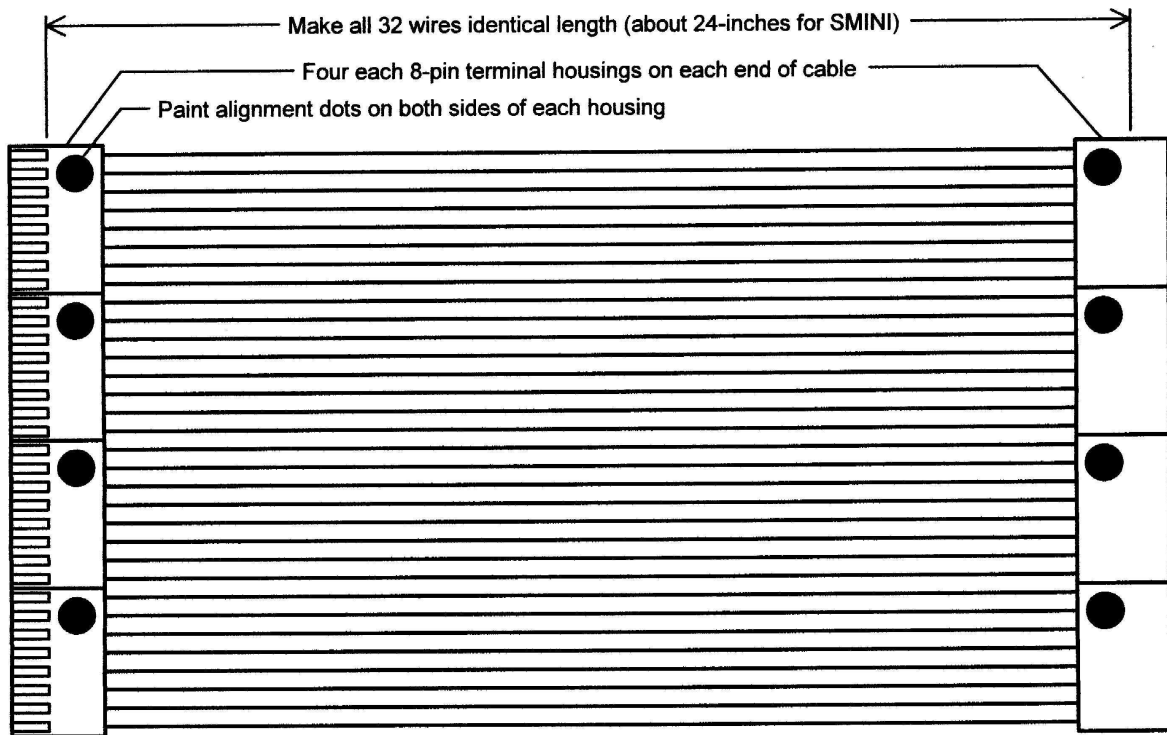 Make all 32 wires identical length (about 24-inches for SMINI)
Four each 8-pin terminal housings on each end of cable
Paint alignment dots on both sides of each housing